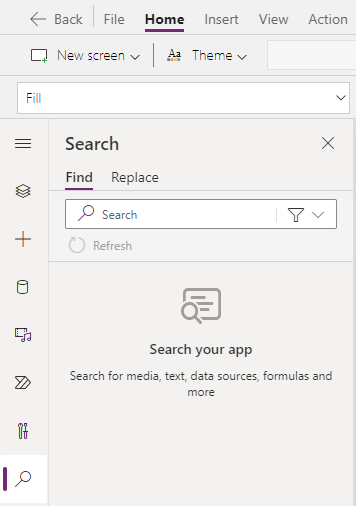 Back File Home Insert View Action
New screen Aa Theme
Fill
Search
Find Replace
Search
Refresh
Search your app
Search for media, text, data sources, formulas and
more